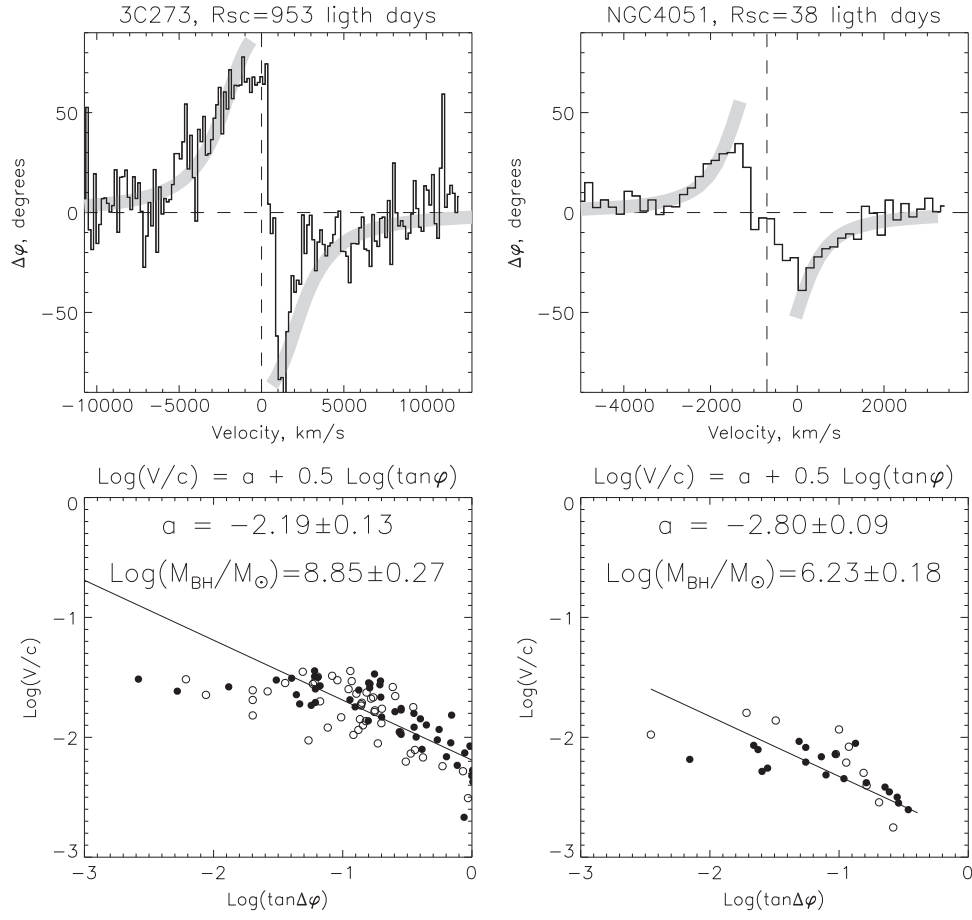 3C273, Rsc=953 ligth days
NGC4051, Rsc=38 ligth days
Δφ, degrees
50
0
−50
−10000 −5000 0 5000 10000
Velocity, km/s
Δφ, degrees
50
0
−50
−4000 −2000 0 2000
Velocity, km/s
Log(V/c) = a + 0.5 Log(tanφ)
a = −2.19±0.13
Log(M_BH/M_⊙)=8.85±0.27
Log(V/c)
0
−1
−2
−3
−3 −2 −1 0
Log(tanΔφ)
Log(V/c) = a + 0.5 Log(tanφ)
a = −2.80±0.09
Log(M_BH/M_⊙)=6.23±0.18
Log(V/c)
0
−1
−2
−3
−3 −2 −1 0
Log(tanΔφ)